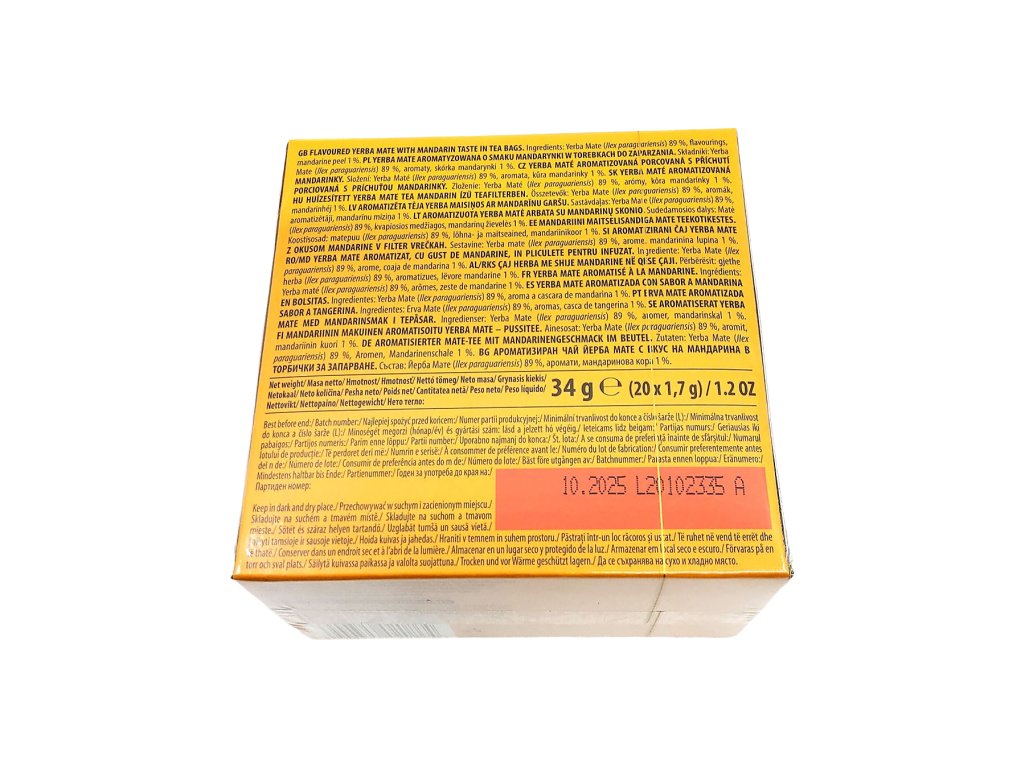 GB FLAVOURED YERBA MATE WITH MANDARIN TASTE IN TEA BAGS. Ingredients: Yerba Mate (Ilex paraguariensis) 89 %, flavourings,
mandarine peel 1 %. PL YERBA MATE AROMATYZOWANA O SMAKU MANDARYNKI W TOREBKACH DO ZAPARZANIA. Składniki: Yerba
Mate (Ilex paraguariensis) 89 %, aromaty, skórka mandarynki 1 %. CZ YERBA MATÉ AROMATIZOVANÁ PORCOVANÁ S PŘÍCHUTÍ
MANDARINKY. Složení: Yerba Maté (Ilex paraguariensis) 89 %, aromata, kůra mandarinky 1 %. SK YERBA MATÉ AROMATIZOVANÁ
PORCIOVANÁ S PRÍCHUŤOU MANDARINKY. Zloženie: Yerba Maté (Ilex paraguariensis) 89 %, arómy, kôra mandarínky 1 %.
HU HUÍZESÍTETT YERBA MATE TEA MANDARIN ÍZŰ TEAFILTERBEN. Összetevők: Yerba Mate (Ilex paraguariensis) 89 %, aromák,
mandarinhéj 1 %. LV AROMATIZĒTA TĒJA YERBA MAISIŅOS AR MANDARĪNU GARŠU. Sastāvdaļas: Yerba Mate (Ilex paraguariensis) 89 %,
aromatizētāji, mandarīnu miziņa 1 %. LT AROMATIZUOTA YERBA MATÉ ARBATA SU MANDARINŲ SKONIO. Sudedamosios dalys: Maté
(Ilex paraguariensis) 89 %, kvapiosios medžiagos, mandarinų žievelės 1 %. EE MANDARIINI MAITSELISANDIGA MATE TEEKOTIKESTES.
Koostisosad: matepuu (Ilex paraguariensis) 89 %, lõhna- ja maitseained, mandariinikoor 1 %. SI AROMATIZIRANI ČAJ YERBA MATE
Z OKUSOM MANDARINE V FILTER VREČKAH. Sestavine: Yerba mate (Ilex paraguariensis) 89 %, arome, mandarinina lupina 1 %.
RO/MD YERBA MATE AROMATIZAT, CU GUST DE MANDARINE, IN PLICULETE PENTRU INFUZAT. Ingrediente: Yerba Mate (Ilex
paraguariensis) 89 %, arome, coaja de mandarina 1 %. AL/RKS ÇAJ HERBA ME SHIJE MANDARINE NË QISE ÇAJI. Përbërësit: gjethe
herba (Ilex paraguariensis) 89 %, aromatizues, lëvore mandarine 1 %. FR YERBA MATE AROMATISÉ À LA MANDARINE. Ingrédients:
Yerba maté (Ilex paraguariensis) 89 %, arômes, zeste de mandarine 1 %. ES YERBA MATE AROMATIZADA CON SABOR A MANDARINA
EN BOLSITAS. Ingredientes: Yerba Mate (Ilex paraguariensis) 89 %, aroma a cascara de mandarina 1 %. PT ERVA MATE AROMATIZADA
SABOR A TANGERINA. Ingredientes: Erva Mate (Ilex paraguariensis) 89 %, aromas, casca de tangerina 1 %. SE AROMATISERAT YERBA
MATE MED MANDARINSMAK I TEPÅSAR. Ingredienser: Yerba Mate (Ilex paraguariensis) 89 %, aromer, mandarinskal 1 %.
FI MANDARIININ MAKUINEN AROMATISOITU YERBA MATE – PUSSITEE. Ainesosat: Yerba Mate (Ilex paraguariensis) 89 %, aromit,
mandariinin kuori 1 %. DE AROMATISIERTER MATE-TEE MIT MANDARINENGESCHMACK IM BEUTEL. Zutaten: Yerba Mate (Ilex
paraguariensis) 89 %, Aromen, Mandarinenschale 1 %. BG АРОМАТИЗИРАН ЧАЙ ЙЕРБА МАТЕ С ВКУС НА МАНДАРИНА В
ТОРБИЧКИ ЗА ЗАПАРВАНЕ. Състав: Йерба Мате (Ilex paraguariensis) 89 %, аромати, мандаринова кора 1 %.
Net weight/ Masa netto/ Hmotnost/ Hmotnosť/ Nettó tömeg/ Neto masa/ Grynasis kiekis/
Netokaal/ Neto količina/ Pesha neto/ Poids net/ Cantitatea netă/ Peso neto/ Peso líquido/
Nettovikt/ Nettopaino/ Nettogewicht/ Нето тегло:
34 g ℮ (20 x 1,7 g) / 1.2 OZ
Best before end:/ Batch number:/ Najlepiej spożyć przed końcem:/ Numer partii produkcyjnej:/ Minimální trvanlivost do konce a číslo šarže (L):/ Minimálna trvanlivost
do konca a číslo šarže (L):/ Minőségét megőrzi (hónap/év) és gyártási szám: lásd a jelzett hő végéig./ Ieteicams līdz beigam:/ Partijas numurs:/ Geriausias iki
pabaigos:/ Partijos numeris:/ Parim enne lõppu:/ Partii number:/ Uporabno najmanj do konca:/ Št. lota:/ A se consuma de preferință înainte de sfârșitul:/ Numarul
lotului de producție:/ Të perdoret deri më:/ Numrin e serisë:/ À consommer de préférence avant le:/ Numéro du lot de fabrication:/ Consumir preferentemente antes
del n de:/ Número de lote:/ Consumir de preferência antes do m de:/ Número do lote:/ Bäst före utgången av:/ Batchnummer:/ Parasta ennen loppua:/ Eränumero:/
Mindestens haltbar bis Ende:/ Partienummer:/ Годен за употреба до края на:/
Партиден номер:
10.2025 L29102335 A
Keep in dark and dry place./ Przechowywać w suchym i zacienionym miejscu./
Skladujte na suchém a tmavém místě./ Skladujte na suchom a tmavom
mieste./ Sötét és száraz helyen tartandó./ Uzglabāt tumšā un sausā vietā./
Laikyti tamsioje ir sausoje vietoje./ Hoida kuivas ja jahedas./ Hraniti v temnem in suhem prostoru./ Păstrați într-un loc răcoros și uscat./ Të ruhet në vend të errët dhe
të thatë./ Conserver dans un endroit sec et à l'abri de la lumière./ Almacenar en un lugar seco y protegido de la luz./ Armazenar em local seco e escuro./ Förvaras på en
torr och sval plats./ Säilytä kuivassa paikassa ja valolta suojattuna./ Trocken und vor Wärme geschützt lagern./ Да се съхранява на сухо и хладно място.